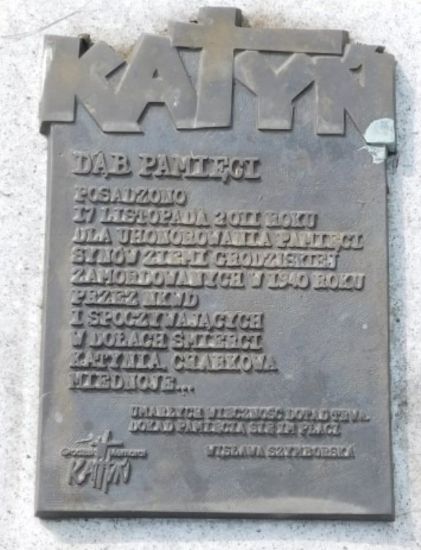 KATYN
DĄB PAMIĘCI
POSADZONO
17 LISTOPADA 2011 ROKU
DLA UHONOROWANIA PAMIĘCI
SYNÓW ZIEMI GRODZISKIEJ
ZAMORDOWANYCH W 1940 ROKU
PRZEZ NKWD
I SPOCZYWAJĄCYCH
W DOŁACH ŚMIERCI
KATYNIA, CHARKOWA
MIEDNOJE...
UMARŁYCH WIECZNOŚĆ DOTĄD TRWA,
DOKĄD PAMIĘCIĄ SIĘ IM PŁACI
WISŁAWA SZYMBORSKA
KATYŃ